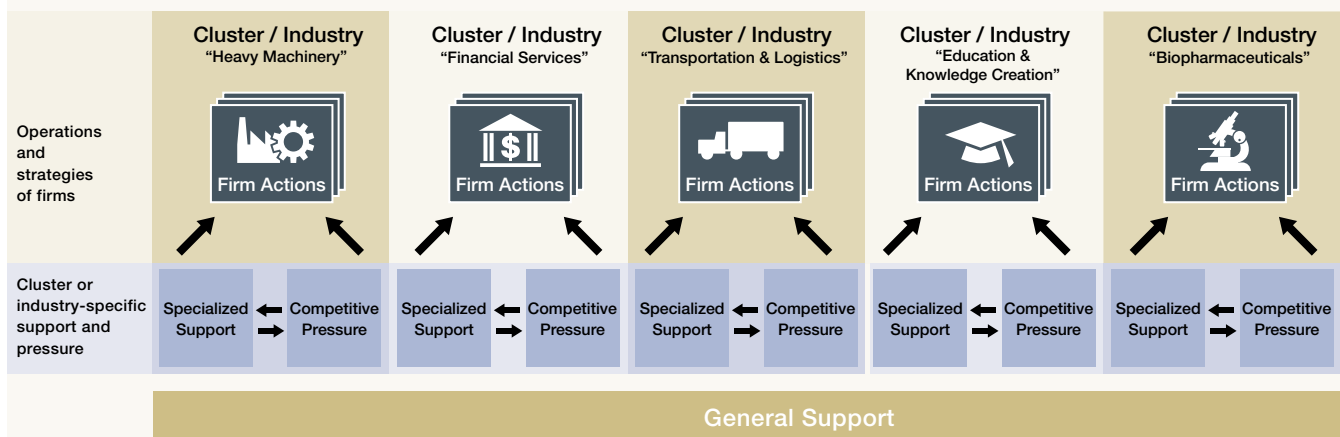 Cluster / Industry
“Heavy Machinery”
Cluster / Industry
“Financial Services”
Cluster / Industry
“Transportation & Logistics”
Cluster / Industry
“Education &
Knowledge Creation”
Cluster / Industry
“Biopharmaceuticals”
Operations
and
strategies
of firms
$
Firm Actions
Firm Actions
Firm Actions
Firm Actions
Firm Actions
Cluster or
industry-specific
support and
pressure
Specialized
Support
Competitive
Pressure
Specialized
Support
Competitive
Pressure
Specialized
Support
Competitive
Pressure
Specialized
Support
Competitive
Pressure
Specialized
Support
Competitive
Pressure
General Support